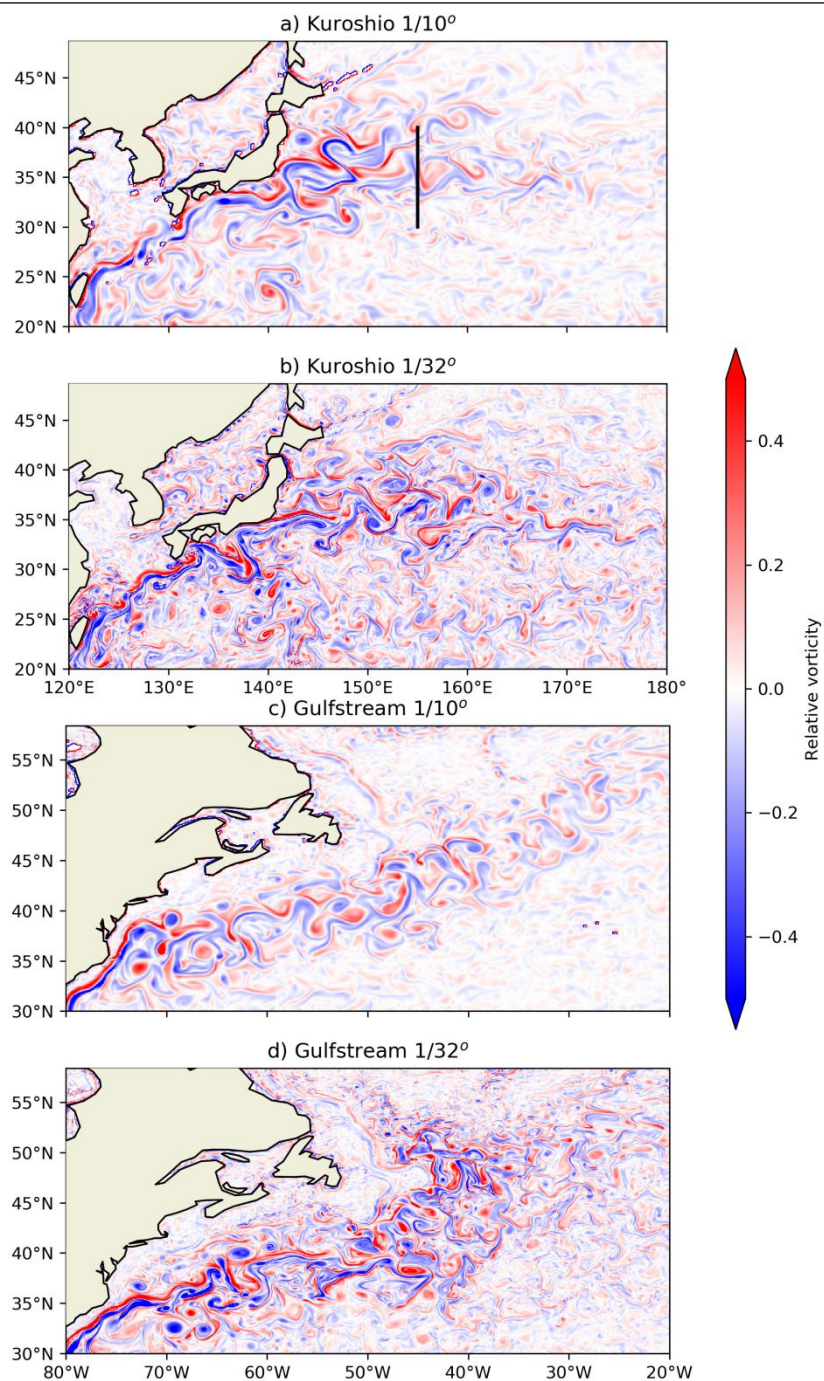 a) Kuroshio 1/10°
45°N
40°N
35°N
30°N
25°N
20°N
b) Kuroshio 1/32°
45°N
40°N
35°N
30°N
25°N
20°N
120°E 130°E 140°E 150°E 160°E 170°E 180°
c) Gulfstream 1/10°
55°N
50°N
45°N
40°N
35°N
30°N
d) Gulfstream 1/32°
55°N
50°N
45°N
40°N
35°N
30°N
80°W 70°W 60°W 50°W 40°W 30°W 20°W
0.4
0.2
0.0
−0.2
−0.4
Relative vorticity